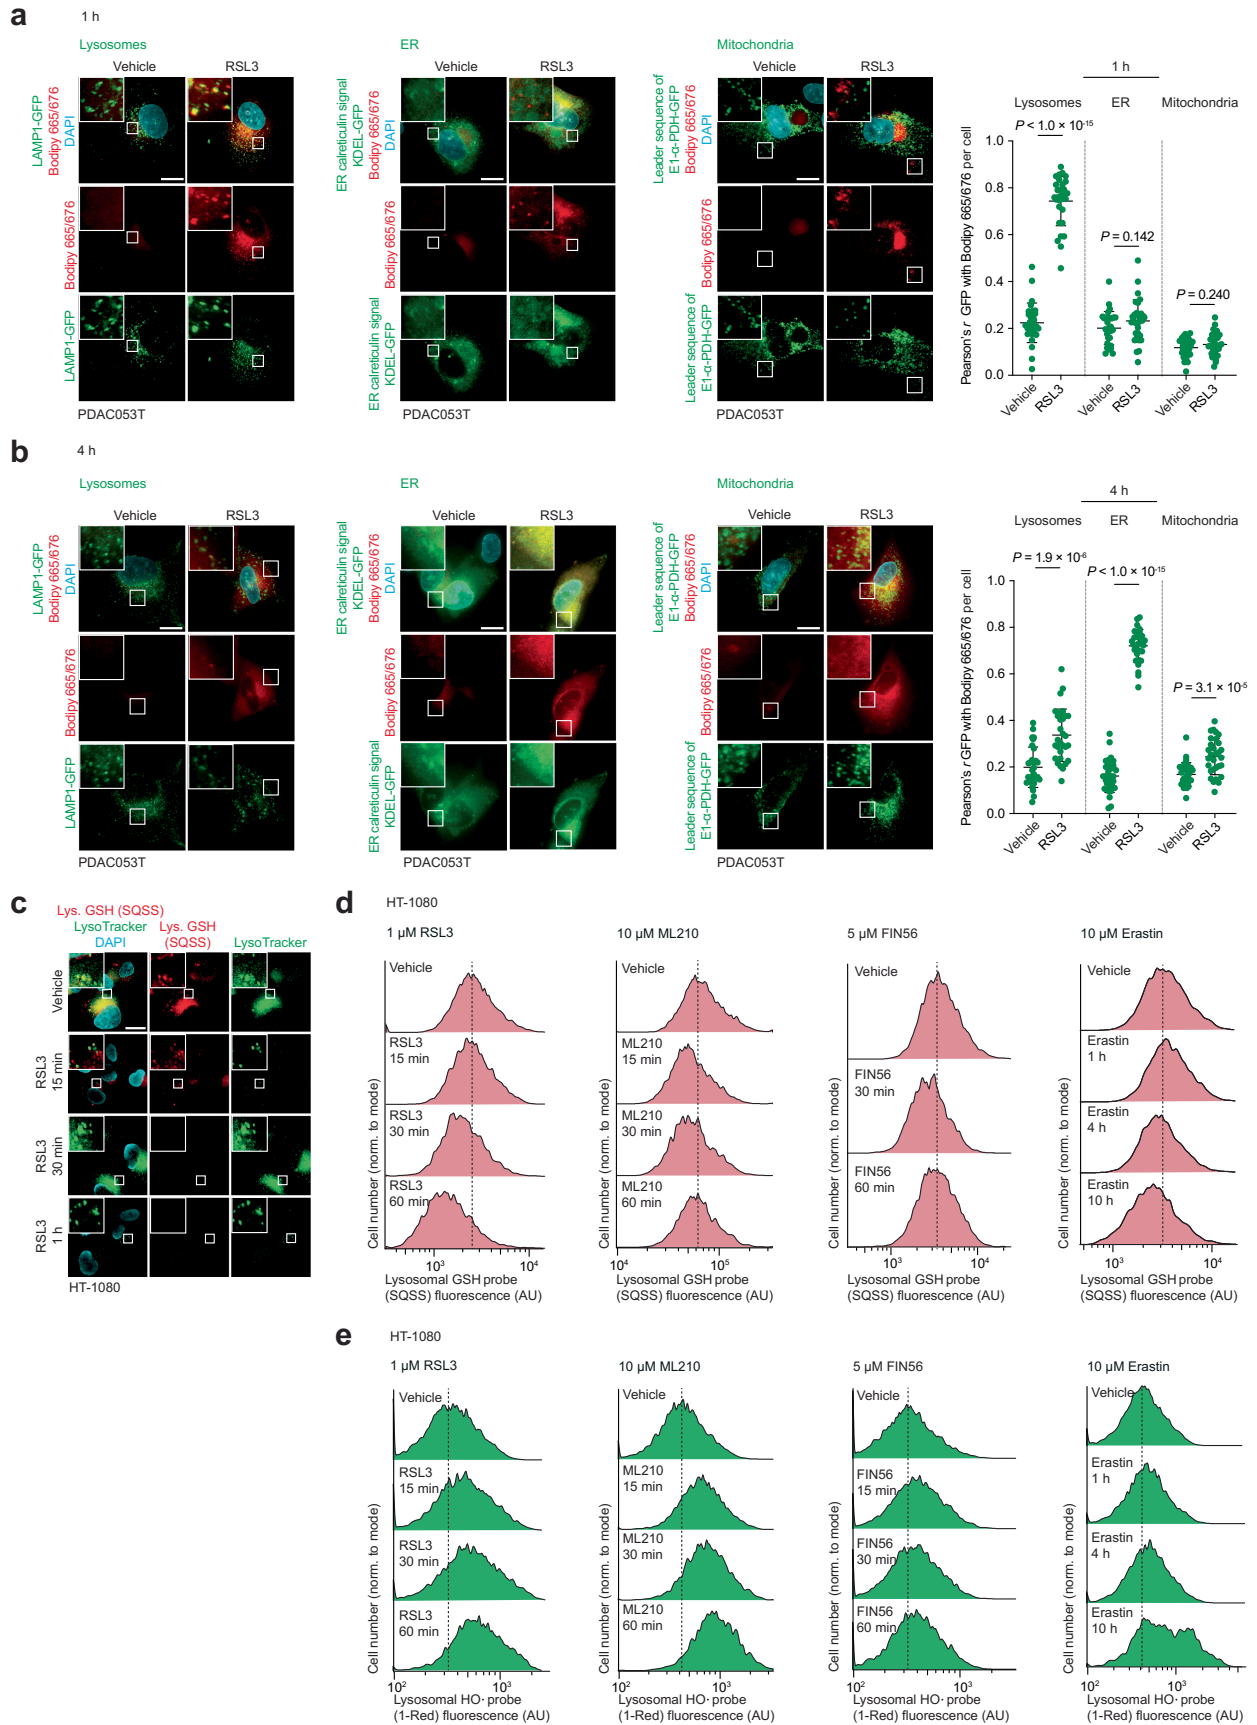 a
1 h
Lysosomes
ER
Mitochondria
Vehicle
RSL3
Vehicle
RSL3
Vehicle
RSL3
LAMP1-GFP
Bodipy 665/676
DAPI
Bodipy 665/676
LAMP1-GFP
ER calreticulin signal
KDEL-GFP
Bodipy 665/676
DAPI
Bodipy 665/676
ER calreticulin signal
KDEL-GFP
Leader sequence of
E1-α-PDH-GFP
Bodipy 665/676
DAPI
Bodipy 665/676
Leader sequence of
E1-α-PDH-GFP
PDAC053T
PDAC053T
PDAC053T
1 h
Lysosomes
ER
Mitochondria
P < 1.0 × 10-15
P = 0.142
P = 0.240
Pearson's r GFP with Bodipy 665/676 per cell
1.0
0.8
0.6
0.4
0.2
0.0
Vehicle
RSL3
Vehicle
RSL3
Vehicle
RSL3
b
4 h
Lysosomes
ER
Mitochondria
Vehicle
RSL3
Vehicle
RSL3
Vehicle
RSL3
LAMP1-GFP
Bodipy 665/676
DAPI
Bodipy 665/676
LAMP1-GFP
ER calreticulin signal
KDEL-GFP
Bodipy 665/676
DAPI
Bodipy 665/676
ER calreticulin signal
KDEL-GFP
Leader sequence of
E1-α-PDH-GFP
Bodipy 665/676
DAPI
Bodipy 665/676
Leader sequence of
E1-α-PDH-GFP
PDAC053T
PDAC053T
PDAC053T
4 h
Lysosomes
ER
Mitochondria
P = 1.9 × 10-6
P < 1.0 × 10-15
P = 3.1 × 10-5
Pearson's r GFP with Bodipy 665/676 per cell
1.0
0.8
0.6
0.4
0.2
0.0
Vehicle
RSL3
Vehicle
RSL3
Vehicle
RSL3
c
Lys. GSH (SQSS)
LysoTracker
DAPI
Lys. GSH
(SQSS)
LysoTracker
Vehicle
RSL3
15 min
RSL3
30 min
RSL3
1 h
HT-1080
d
HT-1080
1 µM RSL3
Vehicle
RSL3
15 min
RSL3
30 min
RSL3
60 min
Cell number (norm. to mode)
103
104
Lysosomal GSH probe
(SQSS) fluorescence (AU)
10 µM ML210
Vehicle
ML210
15 min
ML210
30 min
ML210
60 min
Cell number (norm. to mode)
104
105
Lysosomal GSH probe
(SQSS) fluorescence (AU)
5 µM FIN56
Vehicle
FIN56
30 min
FIN56
60 min
Cell number (norm. to mode)
103
104
Lysosomal GSH probe
(SQSS) fluorescence (AU)
10 µM Erastin
Vehicle
Erastin
1 h
Erastin
4 h
Erastin
10 h
Cell number (norm. to mode)
103
104
Lysosomal GSH probe
(SQSS) fluorescence (AU)
e
HT-1080
1 µM RSL3
Vehicle
RSL3
15 min
RSL3
30 min
RSL3
60 min
Cell number (norm. to mode)
102
103
Lysosomal HO· probe
(1-Red) fluorescence (AU)
10 µM ML210
Vehicle
ML210
15 min
ML210
30 min
ML210
60 min
Cell number (norm. to mode)
102
103
Lysosomal HO· probe
(1-Red) fluorescence (AU)
5 µM FIN56
Vehicle
FIN56
15 min
FIN56
30 min
FIN56
60 min
Cell number (norm. to mode)
102
103
Lysosomal HO· probe
(1-Red) fluorescence (AU)
10 µM Erastin
Vehicle
Erastin
1 h
Erastin
4 h
Erastin
10 h
Cell number (norm. to mode)
102
103
Lysosomal HO· probe
(1-Red) fluorescence (AU)